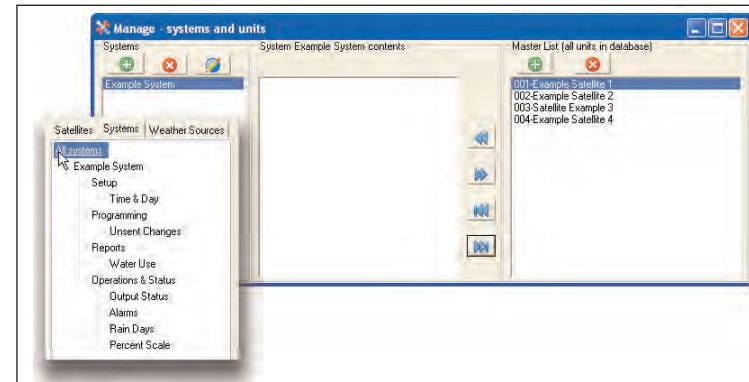 Manage - systems and units
Systems
System Example System contents
Master List (all units in database)
Example System
001-Example Satellite 1
002-Example Satellite 2
003-Satellite Example 3
004-Example Satellite 4
Satellites Systems Weather Sources
All systems
Example System
Setup
Time & Day
Programming
Unsent Changes
Reports
Water Use
Operations & Status
Output Status
Alarms
Rain Days
Percent Scale